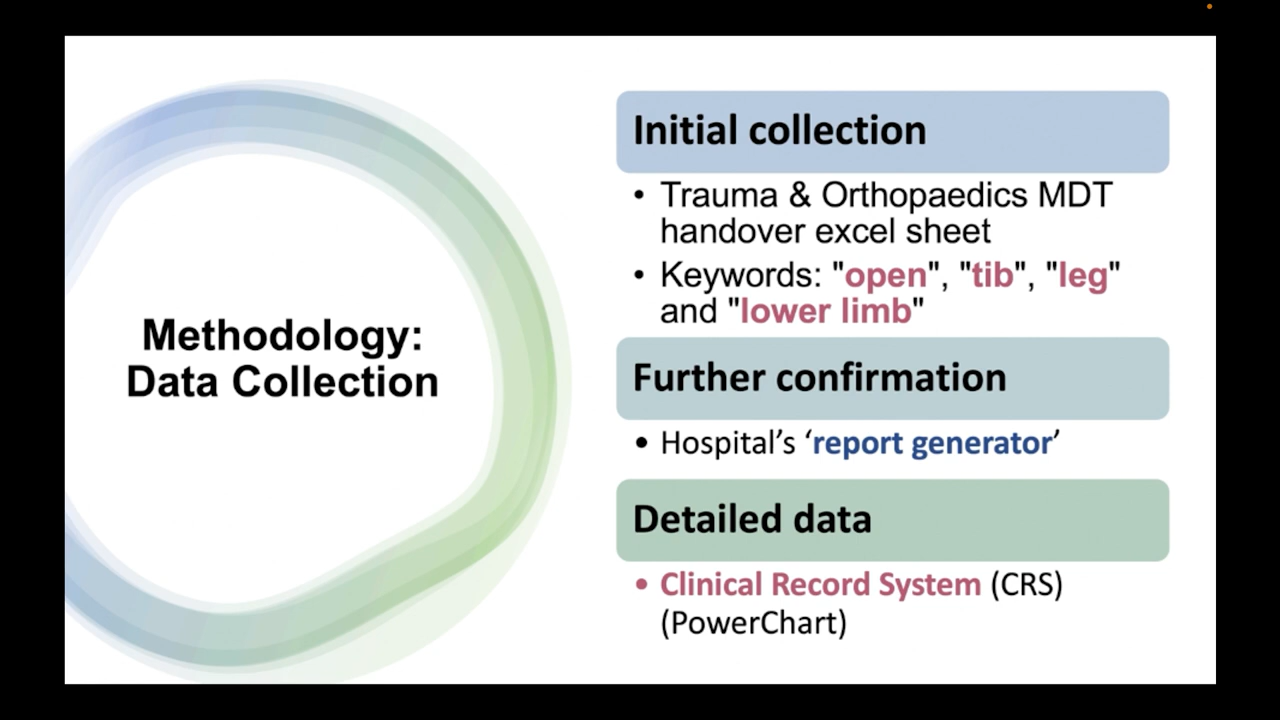 Methodology:
Data Collection
Initial collection
• Trauma & Orthopaedics MDT
handover excel sheet
• Keywords: "open", "tib", "leg"
and "lower limb"
Further confirmation
• Hospital’s ‘report generator’
Detailed data
• Clinical Record System (CRS)
(PowerChart)